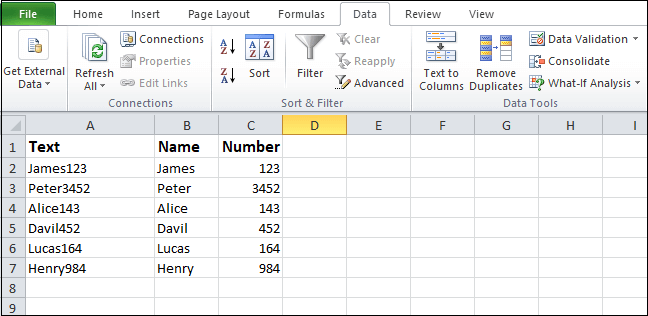 File Home Insert Page Layout Formulas Data Review View
Get External Data
Refresh All
Connections
Properties
Edit Links
Connections
A Z
Z A
A Z Z A
Sort
Filter
Clear
Reapply
Advanced
Sort & Filter
Text to Columns
Remove Duplicates
Data Validation
Consolidate
What-If Analysis
Data Tools
A B C D E F G H I
1 Text Name Number
2 James123 James 123
3 Peter3452 Peter 3452
4 Alice143 Alice 143
5 Davil452 Davil 452
6 Lucas164 Lucas 164
7 Henry984 Henry 984
8
9